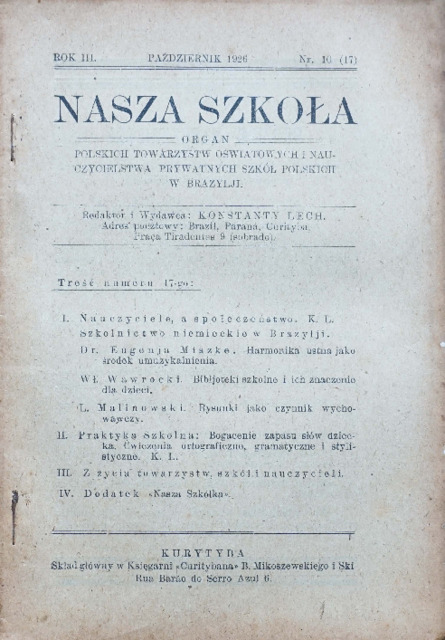 ROK III. PAŹDZIERNIK 1926 Nr. 10 (17)
NASZA SZKOŁA
ORGAN
POLSKICH TOWARZYSTW OŚWIATOWYCH I NAU-
CZYCIELSTWA PRYWATNYCH SZKÓŁ POLSKICH
W BRAZYLJI.
Redaktor i Wydawca: KONSTANTY LECH.
Adres pocztowy: Brazil, Parana, Curityba,
Praça Tiradentes 9 (sobrado).
Treść numeru 17-go:
I. Nauczyciele, a społeczeństwo. K. L.
Szkolnictwo niemieckie w Brazylji.
Dr. Eugenja Miszke. Harmonika ustna jako
środek umuzykalnienia.
Wł. Wawrocki. Bibljoteki szkolne i ich znaczenie
dla dzieci.
L. Malinowski. Rysunki jako czynnik wycho-
wawczy.
II. Praktyka Szkolna: Bogacenie zapasu słów dziec-
ka. Ćwiczenia ortograficzne, gramatyczne i styli-
styczne. K. L.
III. Z życia towarzystw, szkół i nauczycieli.
IV. Dodatek «Nasza Szkółka».
KURYTYBA
Skład główny w Księgarni «Curitybana» B. Mikoszewskiego i Ski
Rua Barão do Serro Azul 6.